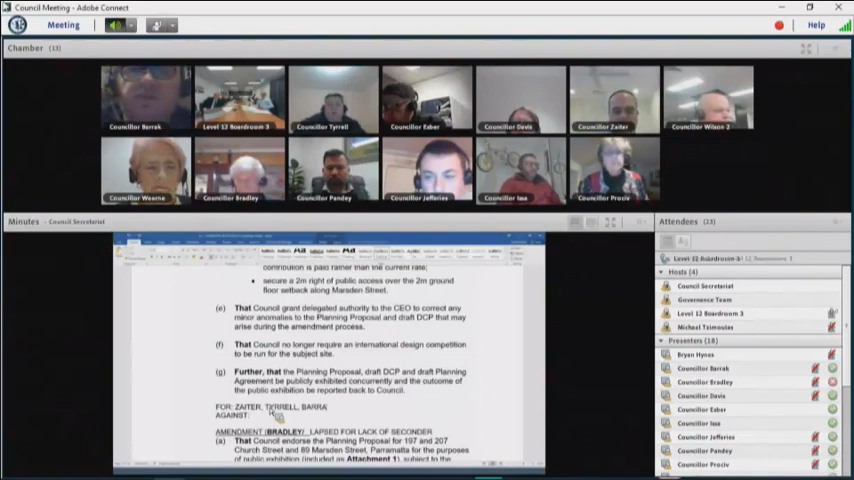 Council Meeting - Adobe Connect
Meeting
Help
Chamber (13)
Councillor Barrak
Level 12 Boardroom 3
Councillor Tyrrell
Councillor Esber
Councillor Davis
Councillor Zaiter
Councillor Wilson 2
Councillor Wearne
Councillor Bradley
Councillor Pandey
Councillor Jefferies
Councillor Issa
Councillor Prociv
Minutes - Council Secretariat
contribution is paid rather than the current rate;
• secure a 2m right of public access over the 2m ground
floor setback along Marsden Street.
(e) That Council grant delegated authority to the CEO to correct any
minor anomalies to the Planning Proposal and draft DCP that may
arise during the amendment process.
(f) That Council no longer require an international design competition
to be run for the subject site.
(g) Further, that the Planning Proposal, draft DCP and draft Planning
Agreement be publicly exhibited concurrently and the outcome of
the public exhibition be reported back to Council.
FOR: ZAITER, TYRRELL, BARRA
AGAINST:
AMENDMENT (BRADLEY/ LAPSED FOR LACK OF SECONDER
(a) That Council endorse the Planning Proposal for 197 and 207
Church Street and 89 Marsden Street, Parramatta for the purposes
of public exhibition (included as Attachment 1), subject to the
Attendees (23)
Hosts (4)
Council Secretariat
Governance Team
Level 12 Boardroom 3
Michael Tzimoulas
Presenters (18)
Bryan Hynes
Councillor Barrak
Councillor Bradley
Councillor Davis
Councillor Esber
Councillor Issa
Councillor Jefferies
Councillor Pandey
Councillor Prociv